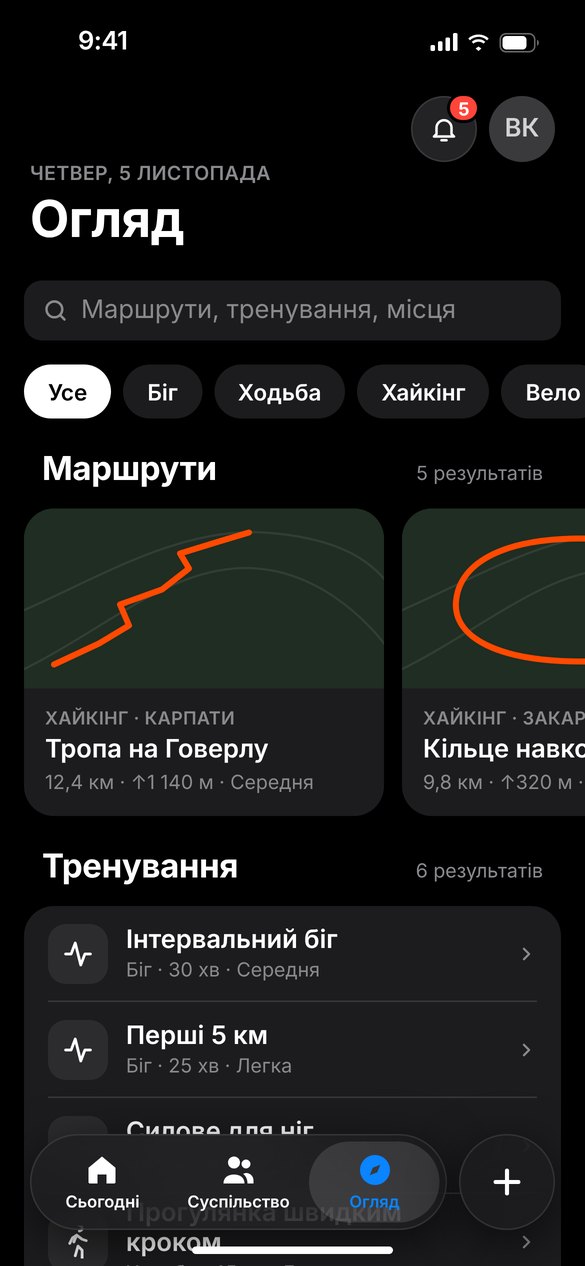 9:41
5
ВК
ЧЕТВЕР, 5 ЛИСТОПАДА
Огляд
Маршрути, тренування, місця
Усе
Біг
Ходьба
Хайкінг
Вело
Маршрути
5 результатів
ХАЙКІНГ · КАРПАТИ
Тропа на Говерлу
12,4 км · ↑1 140 м · Середня
ХАЙКІНГ · ЗАКАР
Кільце навко
9,8 км · ↑320 м ·
Тренування
6 результатів
Інтервальний біг
Біг · 30 хв · Середня
Перші 5 км
Біг · 25 хв · Легка
Силове для ніг
Сьогодні
Суспільство
Огляд
Прогулянка швидким
кроком